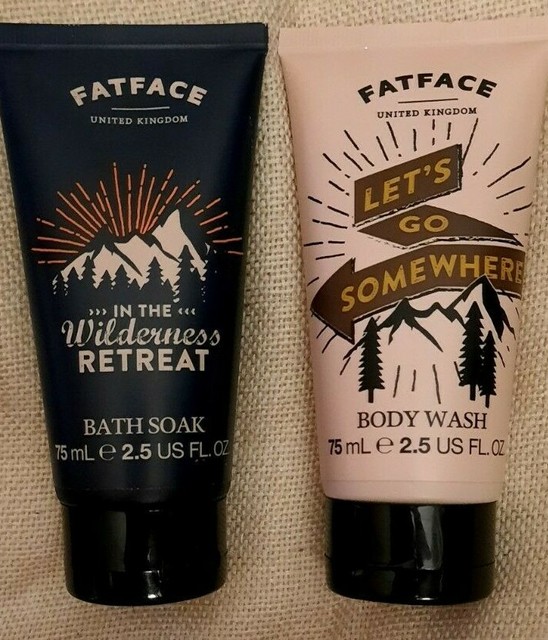 FATFACE
UNITED KINGDOM
››› IN THE ‹‹‹
Wilderness
RETREAT
BATH SOAK
75 mL ℮ 2.5 US FL. OZ
FATFACE
UNITED KINGDOM
LET'S
GO
SOMEWHERE
BODY WASH
75 mL ℮ 2.5 US FL. OZ